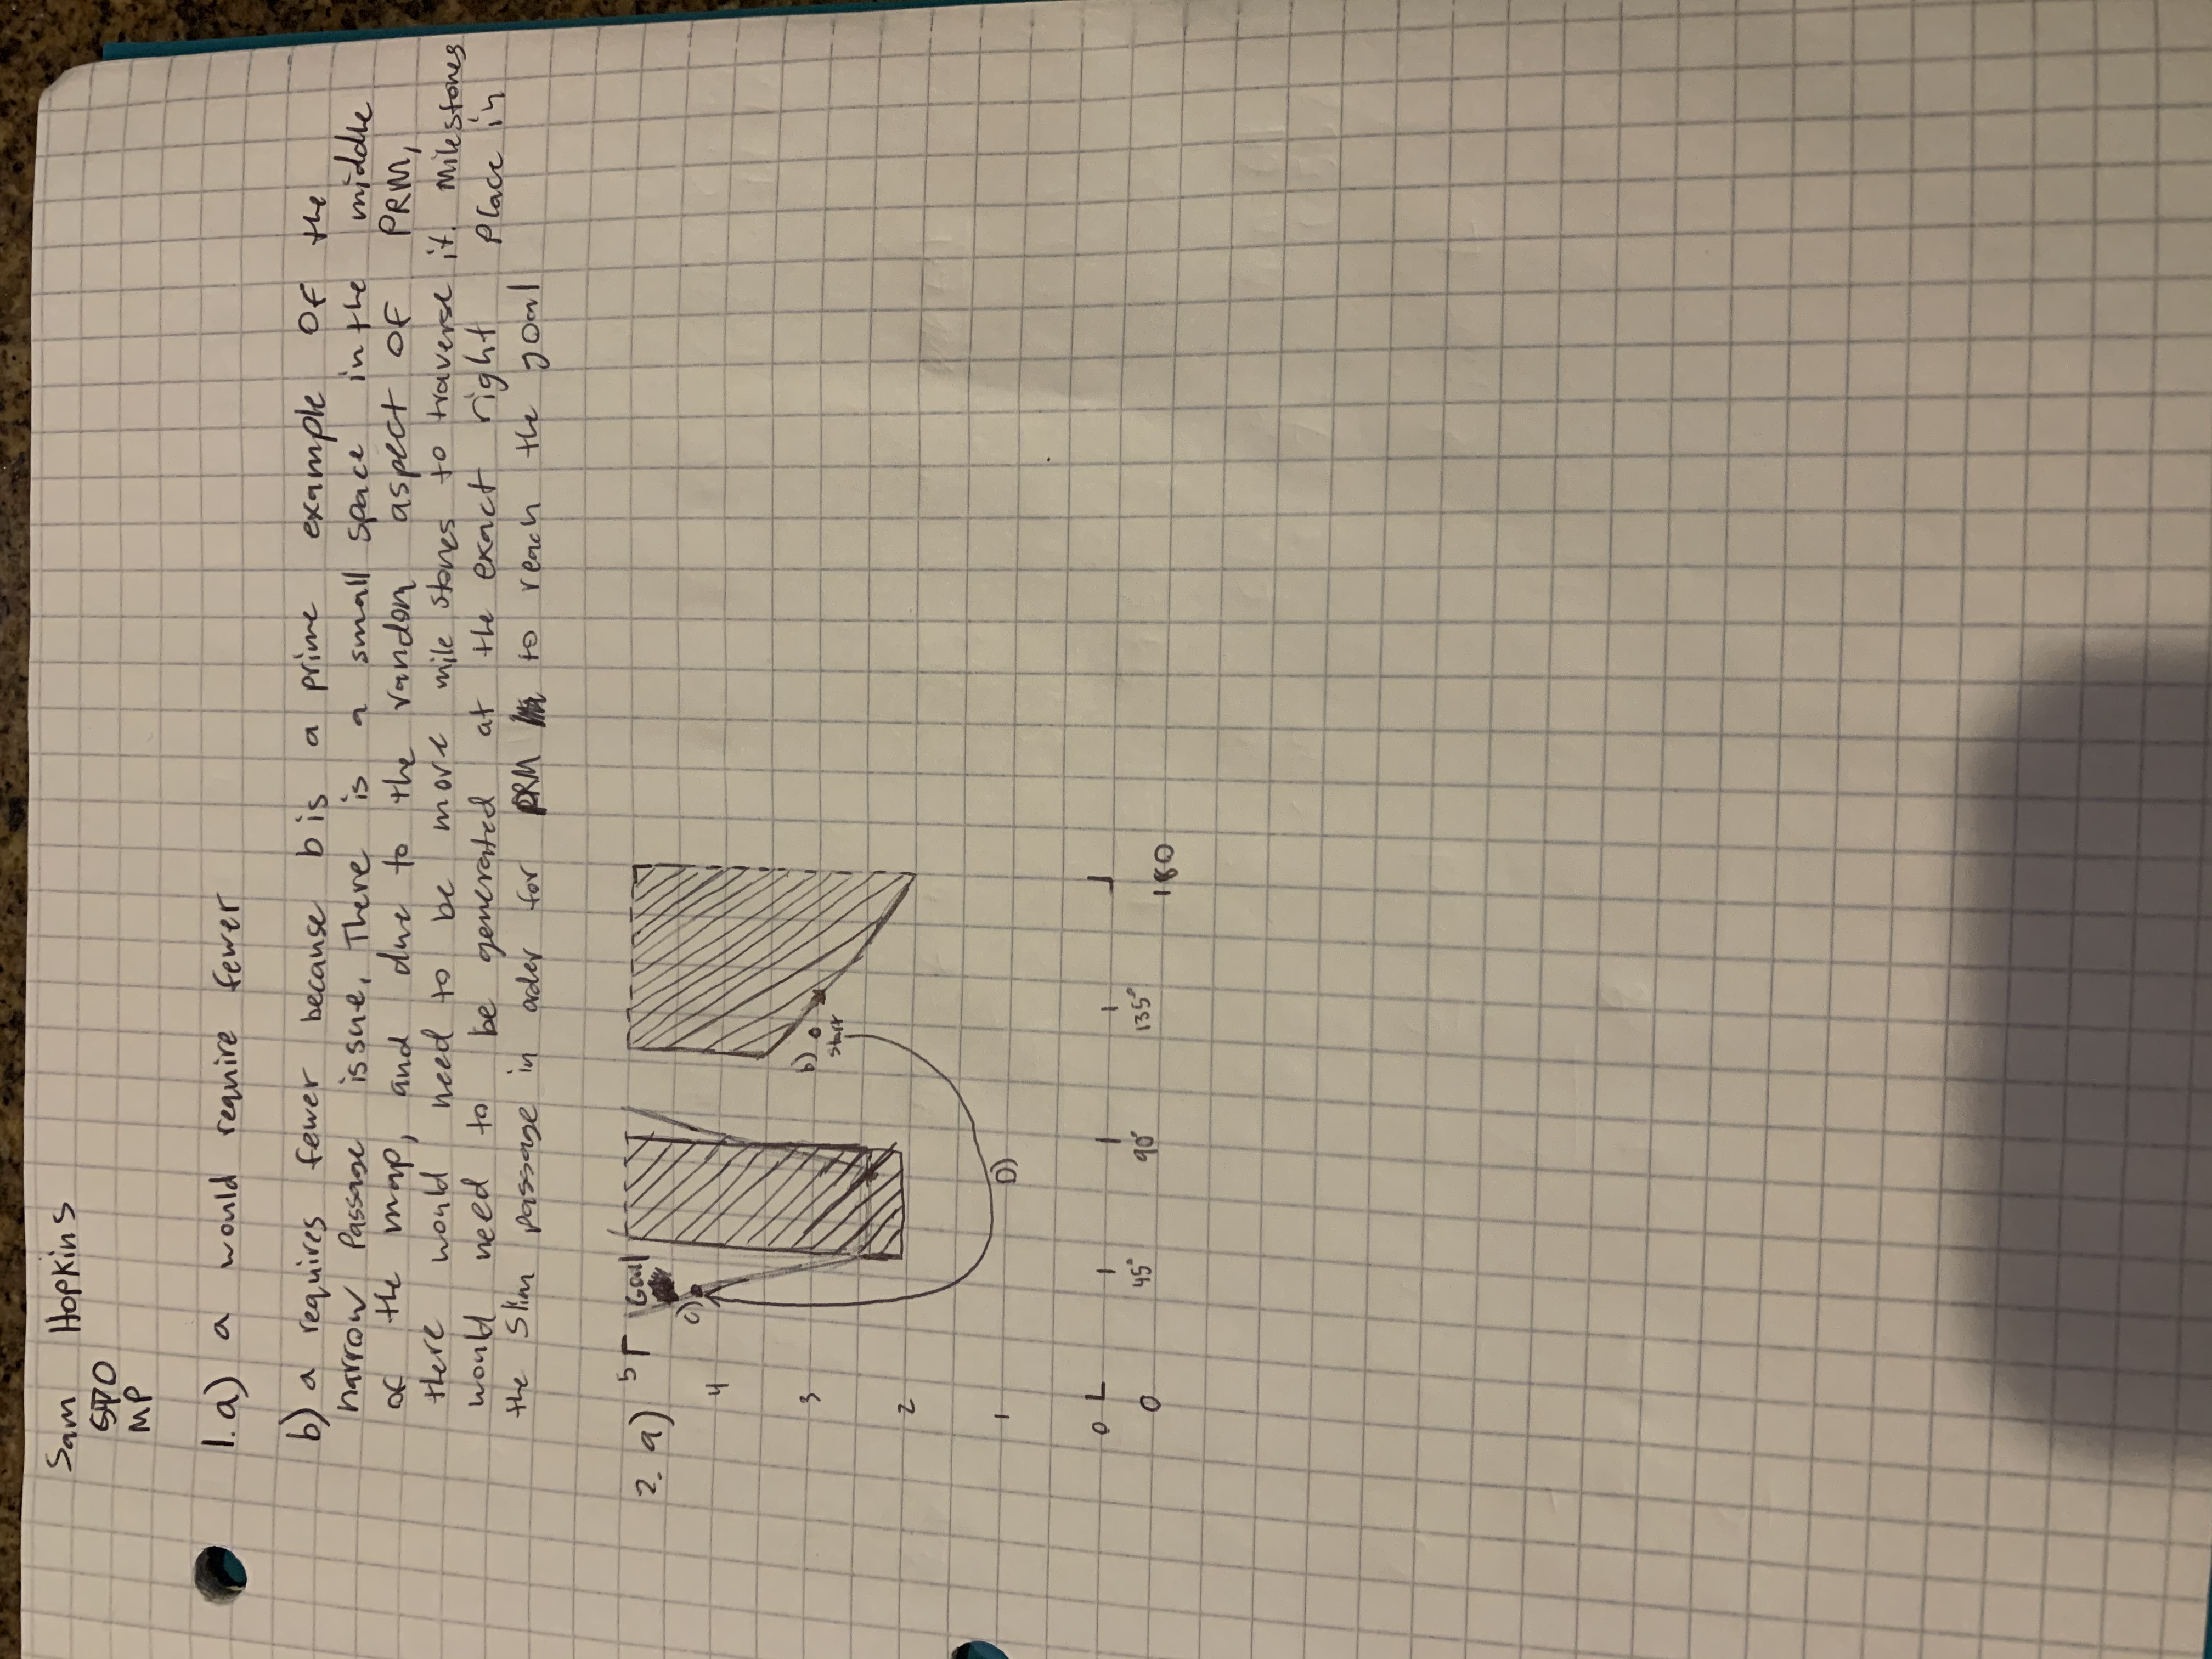 Sam Hopkins
570
MP
1. a) a would require fewer
b) a requires fewer because b is a prime example of the
narrow passage issue. There is a small space in the middle
of the map, and due to the random aspect of PRM,
there would need to be more mile stones to traverse it. Milestones
would need to be generated at the exact right place in
the slim passage in order for PRM to reach the goal
2. a)
5
Goal
c)
4
3
b)
start
2
1
D)
0
0
45°
90°
135°
180